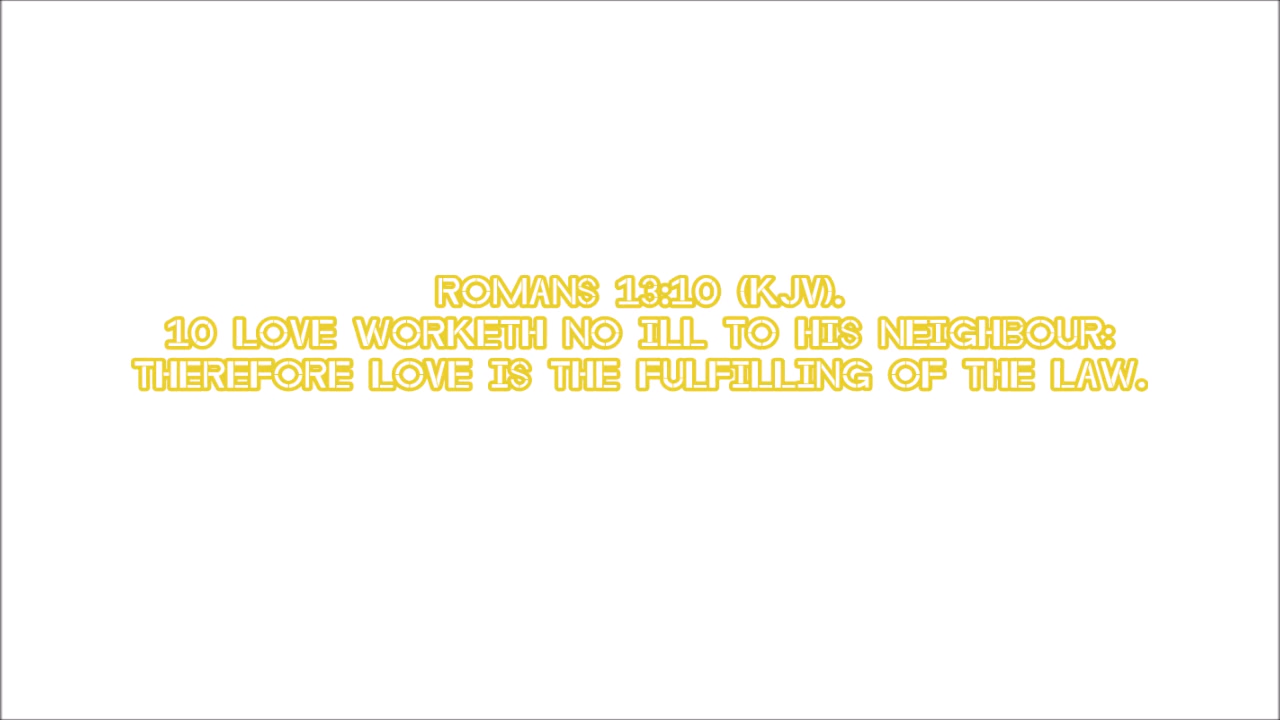 ROMANS 13:10 (KJV).
10 LOVE WORKETH NO ILL TO HIS NEIGHBOUR:
THEREFORE LOVE IS THE FULFILLING OF THE LAW.